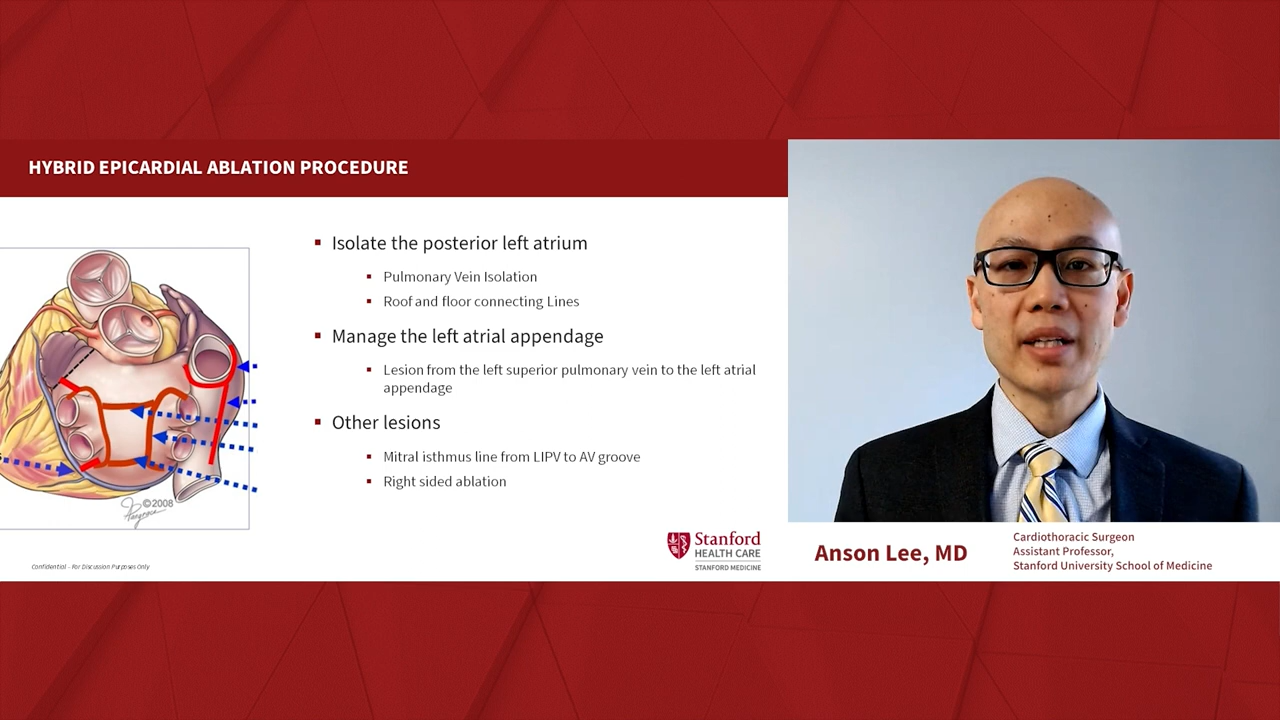 HYBRID EPICARDIAL ABLATION PROCEDURE
Isolate the posterior left atrium
Pulmonary Vein Isolation
Roof and floor connecting Lines
Manage the left atrial appendage
Lesion from the left superior pulmonary vein to the left atrial
appendage
Other lesions
Mitral isthmus line from LIPV to AV groove
Right sided ablation
©2008
Confidential - For Discussion Purposes Only
Stanford
HEALTH CARE
STANFORD MEDICINE
Anson Lee, MD
Cardiothoracic Surgeon
Assistant Professor,
Stanford University School of Medicine